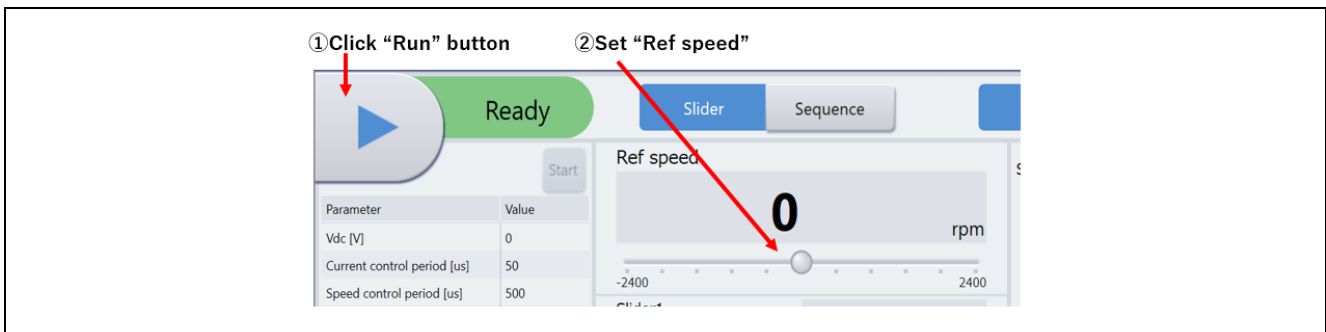 ①Click “Run” button
②Set “Ref speed”
Ready
Slider
Sequence
Start
Ref speed
0
rpm
-2400
2400
Parameter Value
Vdc [V] 0
Current control period [us] 50
Speed control period [us] 500